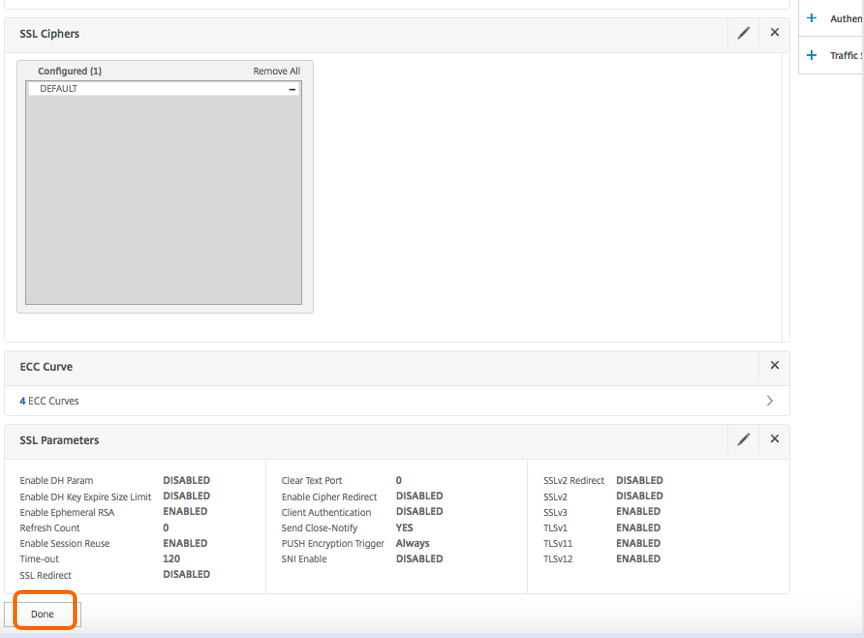 SSL Ciphers
Configured (1) Remove All
DEFAULT
ECC Curve
4 ECC Curves
SSL Parameters
Enable DH Param DISABLED
Enable DH Key Expire Size Limit DISABLED
Enable Ephemeral RSA ENABLED
Refresh Count 0
Enable Session Reuse ENABLED
Time-out 120
SSL Redirect DISABLED
Clear Text Port 0
Enable Cipher Redirect DISABLED
Client Authentication DISABLED
Send Close-Notify YES
PUSH Encryption Trigger Always
SNI Enable DISABLED
SSLv2 Redirect DISABLED
SSLv2 DISABLED
SSLv3 ENABLED
TLSv1 ENABLED
TLSv11 ENABLED
TLSv12 ENABLED
Done
Authen
Traffic